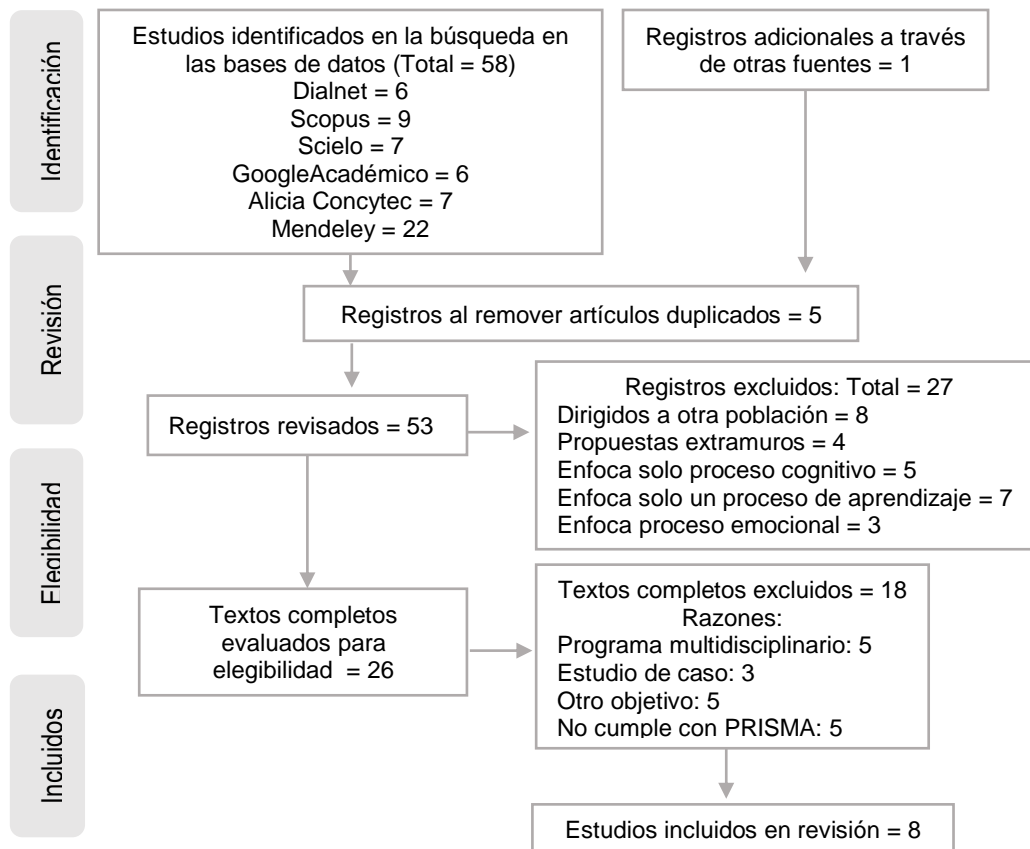 Identificación
Estudios identificados en la búsqueda en
las bases de datos (Total = 58)
Dialnet = 6
Scopus = 9
Scielo = 7
GoogleAcadémico = 6
Alicia Concytec = 7
Mendeley = 22
Registros adicionales a través
de otras fuentes = 1
Revisión
Registros al remover artículos duplicados = 5
Registros revisados = 53
Registros excluidos: Total = 27
Dirigidos a otra población = 8
Propuestas extramuros = 4
Enfoca solo proceso cognitivo = 5
Enfoca solo un proceso de aprendizaje = 7
Enfoca proceso emocional = 3
Elegibilidad
Textos completos
evaluados para
elegibilidad = 26
Textos completos excluidos = 18
Razones:
Programa multidisciplinario: 5
Estudio de caso: 3
Otro objetivo: 5
No cumple con PRISMA: 5
Incluidos
Estudios incluidos en revisión = 8